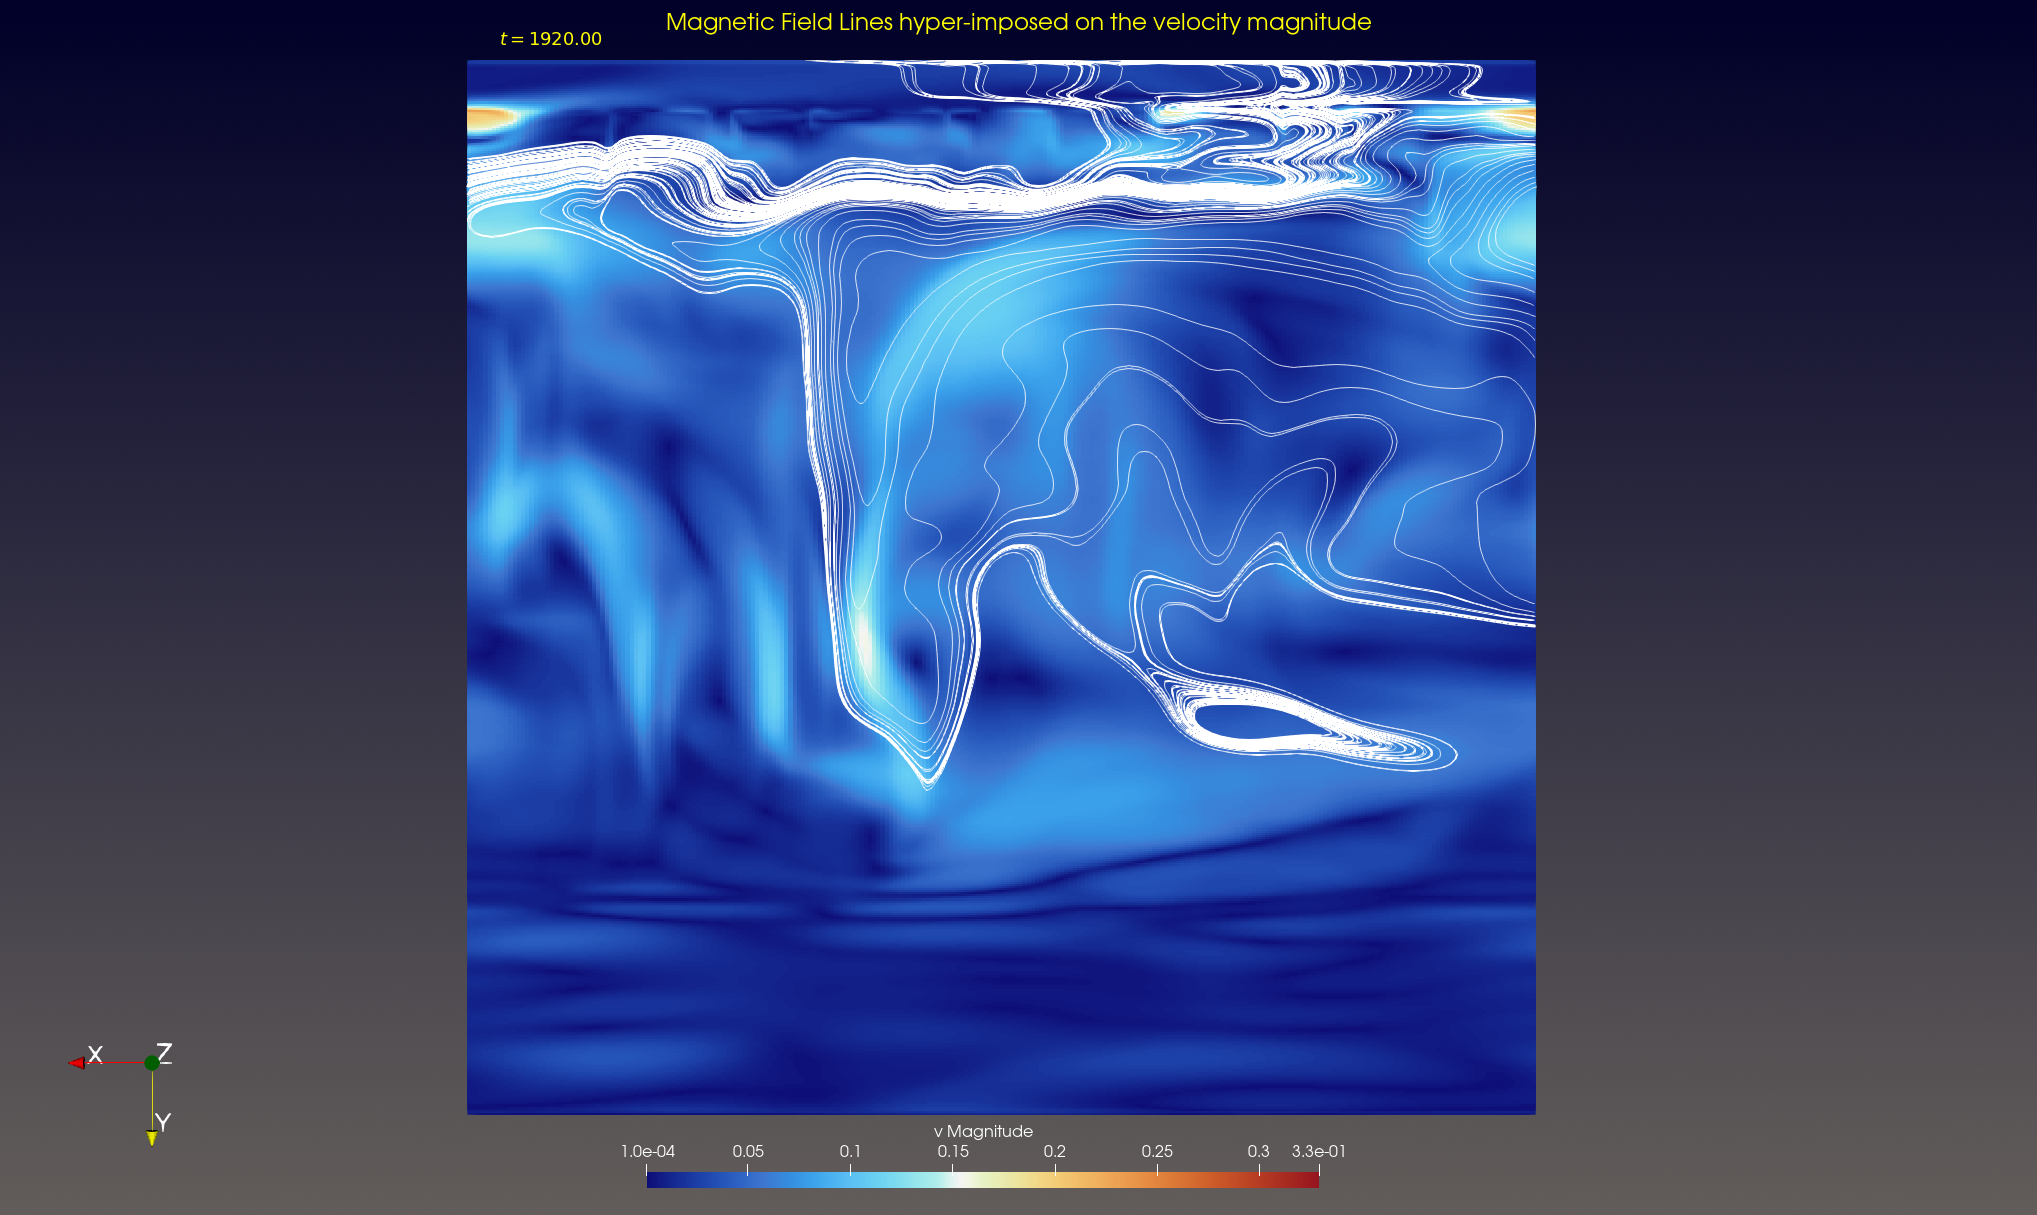 Magnetic Field Lines hyper-imposed on the velocity magnitude
t = 1920.00
X
Z
Y
v Magnitude
1.0e-04 0.05 0.1 0.15 0.2 0.25 0.3 3.3e-01